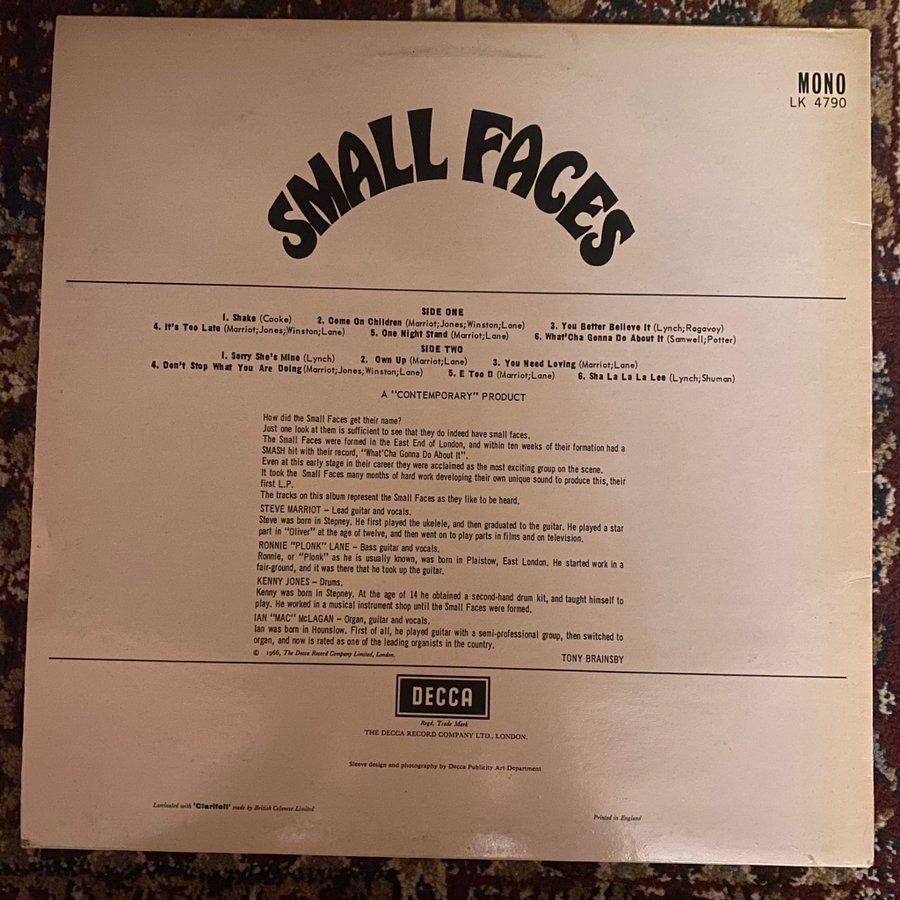 MONO
LK 4790
SMALL FACES
SIDE ONE
1. Shake (Cooke) 2. Come On Children (Marriot;Jones;Winston;Lane) 3. You Better Believe It (Lynch;Ragavoy)
4. It's Too Late (Marriot;Jones;Winston;Lane) 5. One Night Stand (Marriot;Lane) 6. What'Cha Gonna Do About It (Samwell;Potter)
SIDE TWO
1. Sorry She's Mine (Lynch) 2. Own Up (Marriot;Lane) 3. You Need Loving (Marriot;Lane)
4. Don't Stop What You Are Doing (Marriot;Jones,Winston;Lane) 5. E Too D (Marriot;Lane) 6. Sha La La La Lee (Lynch;Shuman)
A "CONTEMPORARY" PRODUCT
How did the Small Faces get their name?
Just one look at them is sufficient to see that they do indeed have small faces.
The Small Faces were formed in the East End of London, and within ten weeks of their formation had a
SMASH hit with their record, "What'Cha Gonna Do About It".
Even at this early stage in their career they were acclaimed as the most exciting group on the scene.
It took the Small Faces many months of hard work developing their own unique sound to produce this, their
first L.P.
The tracks on this album represent the Small Faces as they like to be heard.
STEVE MARRIOT – Lead guitar and vocals.
Steve was born in Stepney. He first played the ukelele, and then graduated to the guitar. He played a star
part in "Oliver" at the age of twelve, and then went on to play parts in films and on television.
RONNIE "PLONK" LANE – Bass guitar and vocals.
Ronnie, or "Plonk" as he is usually known, was born in Plaistow, East London. He started work in a
fair-ground, and it was there that he took up the guitar.
KENNY JONES – Drums.
Kenny was born in Stepney. At the age of 14 he obtained a second-hand drum kit, and taught himself to
play. He worked in a musical instrument shop until the Small Faces were formed.
IAN "MAC" McLAGAN – Organ, guitar and vocals.
Ian was born in Hounslow. First of all, he played guitar with a semi-professional group, then switched to
organ, and now is rated as one of the leading organists in the country.
© 1966, The Decca Record Company Limited, London.
TONY BRAINSBY
DECCA
Regd. Trade Mark
THE DECCA RECORD COMPANY LTD., LONDON.
Sleeve design and photography by Decca Publicity Art Department
Laminated with 'Clarifoil' made by British Celanese Limited
Printed in England